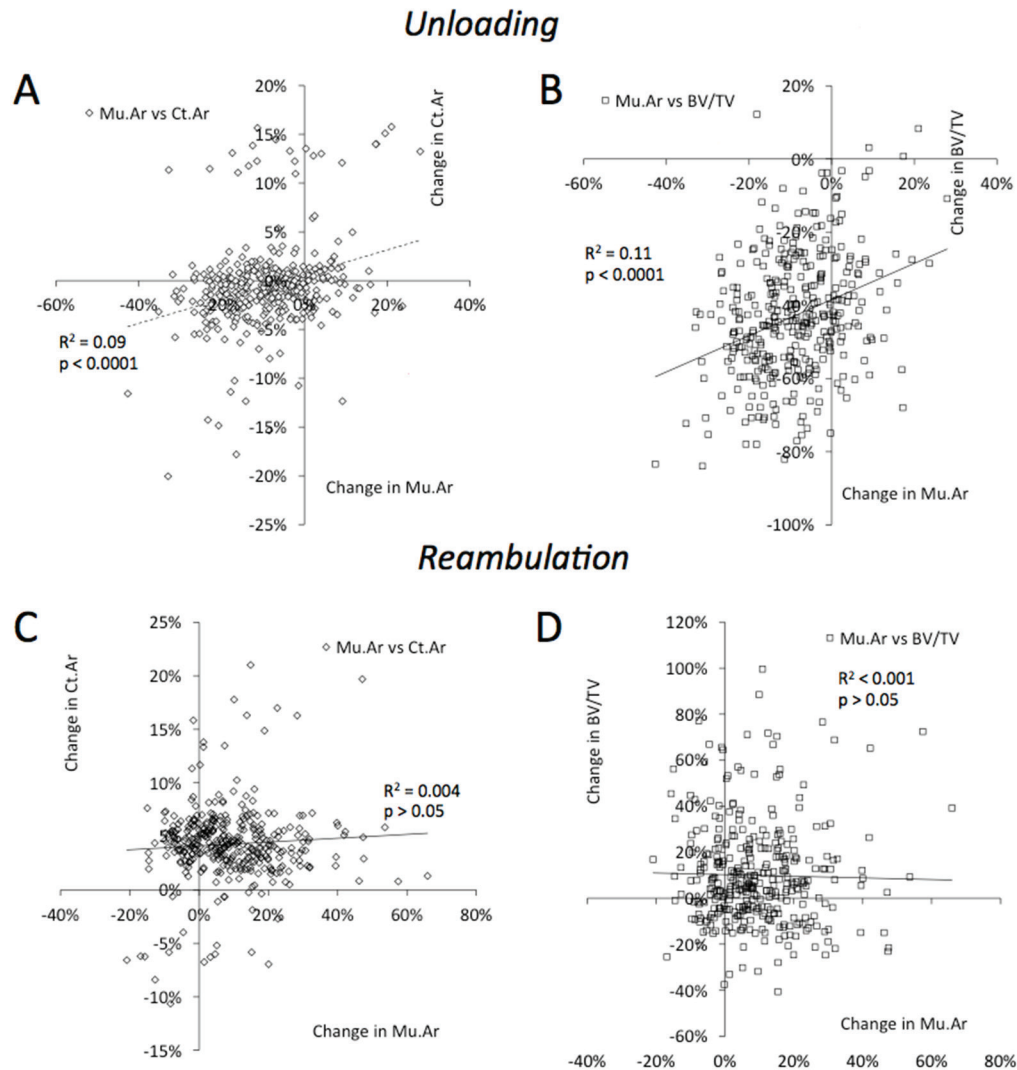 Unloading
A
20%
Mu.Ar vs Ct.Ar
15%
10%
5%
0%
-60%
-40%
20%
0%
20%
40%
-5%
-10%
-15%
-20%
-25%
Change in Ct.Ar
R² = 0.09
p < 0.0001
Change in Mu.Ar
B
20%
Mu.Ar vs BV/TV
0%
-60%
-40%
-20%
0%
20%
40%
-20%
-40%
-60%
-80%
-100%
Change in BV/TV
R² = 0.11
p < 0.0001
Change in Mu.Ar
Reambulation
C
25%
Mu.Ar vs Ct.Ar
20%
15%
10%
5%
0%
-40%
-20%
0%
20%
40%
60%
80%
-5%
-10%
-15%
Change in Ct.Ar
R² = 0.004
p > 0.05
Change in Mu.Ar
D
120%
Mu.Ar vs BV/TV
100%
80%
60%
40%
20%
0%
-20%
-40%
-60%
Change in BV/TV
R² < 0.001
p > 0.05
Change in Mu.Ar
-40%
-20%
0%
20%
40%
60%
80%